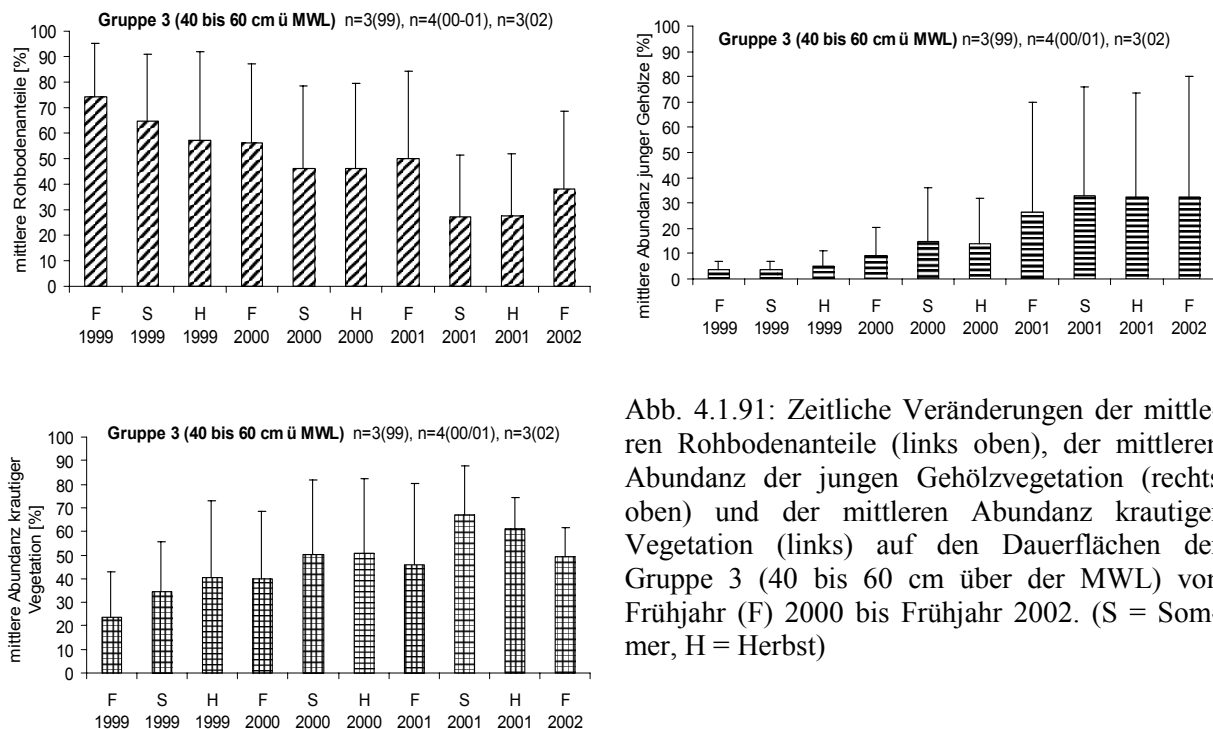 Gruppe 3 (40 bis 60 cm ü MWL) n=3(99), n=4(00-01), n=3(02)
mittlere Rohbodenanteile [%]
100
90
80
70
60
50
40
30
20
10
0
F S H F S H F S H F
1999 1999 1999 2000 2000 2000 2001 2001 2001 2002
Gruppe 3 (40 bis 60 cm ü MWL) n=3(99), n=4(00/01), n=3(02)
mittlere Abundanz junger Gehölze [%]
100
90
80
70
60
50
40
30
20
10
0
F S H F S H F S H F
1999 1999 1999 2000 2000 2000 2001 2001 2001 2002
Gruppe 3 (40 bis 60 cm ü MWL) n=3(99), n=4(00/01), n=3(02)
mittlere Abundanz krautiger
Vegetation [%]
100
90
80
70
60
50
40
30
20
10
0
F S H F S H F S H F
1999 1999 1999 2000 2000 2000 2001 2001 2001 2002
Abb. 4.1.91: Zeitliche Veränderungen der mittle-
ren Rohbodenanteile (links oben), der mittleren
Abundanz der jungen Gehölzvegetation (rechts
oben) und der mittleren Abundanz krautiger
Vegetation (links) auf den Dauerflächen der
Gruppe 3 (40 bis 60 cm über der MWL) von
Frühjahr (F) 2000 bis Frühjahr 2002. (S = Som-
mer, H = Herbst)